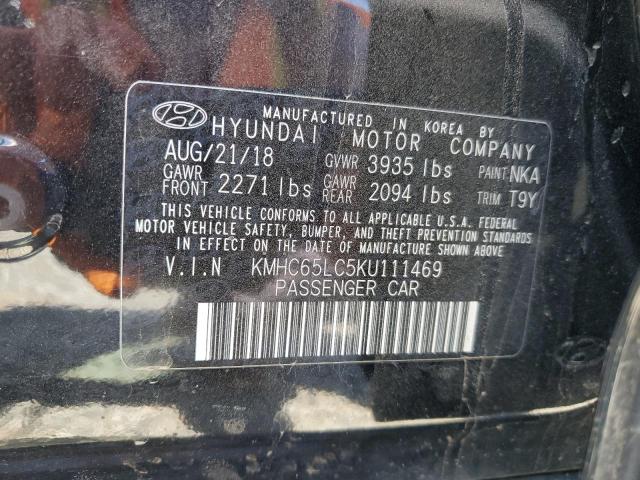 MANUFACTURED IN KOREA BY
HYUNDAI MOTOR COMPANY
AUG/21/18 GVWR 3935 lbs PAINT NKA
GAWR FRONT 2271 lbs GAWR REAR 2094 lbs TRIM T9Y
THIS VEHICLE CONFORMS TO ALL APPLICABLE U.S.A. FEDERAL
MOTOR VEHICLE SAFETY, BUMPER, AND THEFT PREVENTION STANDARDS
IN EFFECT ON THE DATE OF MANUFACTURE SHOWN ABOVE
V.I.N KMHC65LC5KU111469
PASSENGER CAR